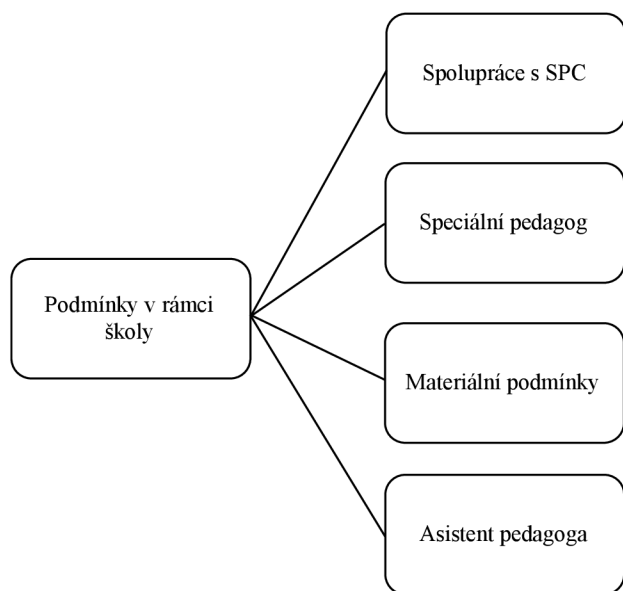 Spolupráce s SPC
Speciální pedagog
Podmínky v rámci
školy
Materiální podmínky
Asistent pedagoga